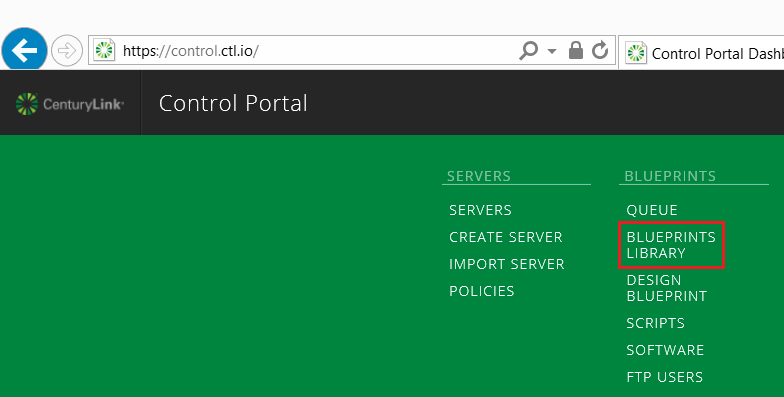 https://control.ctl.io/
Control Portal Dashb
CenturyLink
Control Portal
SERVERS
SERVERS
CREATE SERVER
IMPORT SERVER
POLICIES
BLUEPRINTS
QUEUE
BLUEPRINTS
LIBRARY
DESIGN
BLUEPRINT
SCRIPTS
SOFTWARE
FTP USERS